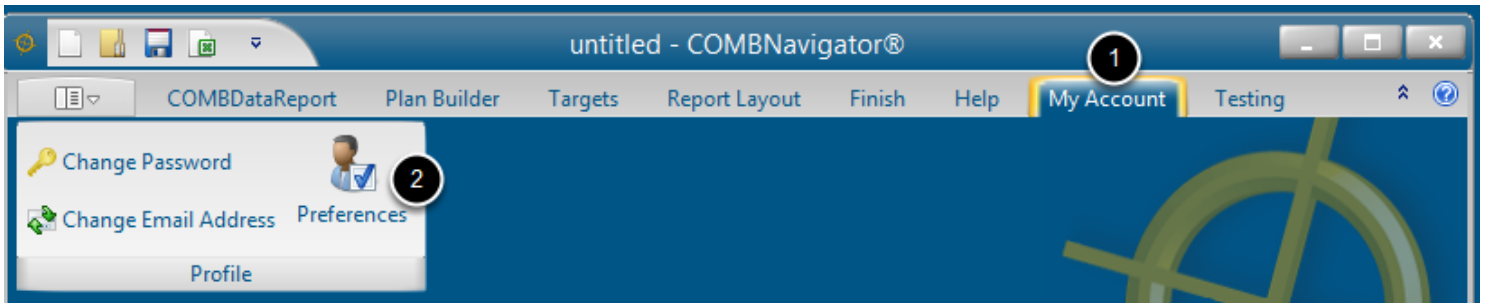 untitled - COMBNavigator®
1
COMBDataReport Plan Builder Targets Report Layout Finish Help My Account Testing
Change Password
2
Change Email Address Preferences
Profile